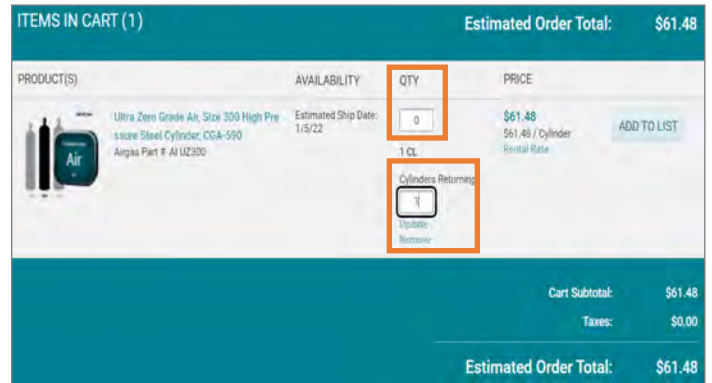 ITEMS IN CART (1)
Estimated Order Total: $61.48
PRODUCT(S) AVAILABILITY QTY PRICE
Air
Ultra Zero Grade Air, Size 300 High Pre
ssure Steel Cylinder, CGA-590
Airgas Part #: AI UZ300
Estimated Ship Date:
1/5/22
0
1 CL
Cylinders Returning
1
Update
Remove
$61.48
$61.48 / Cylinder
Rental Rate
ADD TO LIST
Cart Subtotal: $61.48
Taxes: $0.00
Estimated Order Total: $61.48